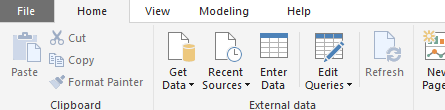 File Home View Modeling Help
Paste
Cut
Copy
Format Painter
Clipboard
Get
Data
Recent
Sources
Enter
Data
Edit
Queries
Refresh
External data
New
Page